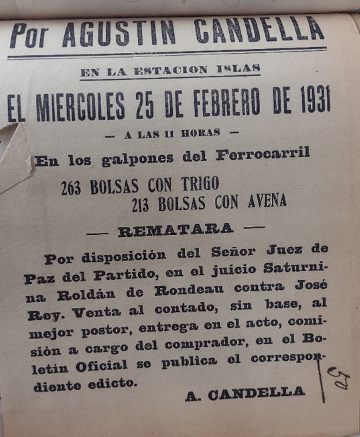 Por AGUSTIN CANDELLA
EN LA ESTACION ISLAS
EL MIERCOLES 25 DE FEBRERO DE 1931
— A LAS 11 HORAS —
En los galpones del Ferrocarril
263 BOLSAS CON TRIGO
213 BOLSAS CON AVENA
— REMATARA —
Por disposición del Señor Juez de
Paz del Partido, en el juicio Saturni-
na Roldán de Rondeau contra José
Rey. Venta al contado, sin base, al
mejor postor, entrega en el acto, comi-
sión a cargo del comprador, en el Bo-
letín Oficial se publica el correspon-
diente edicto.
A. CANDELLA